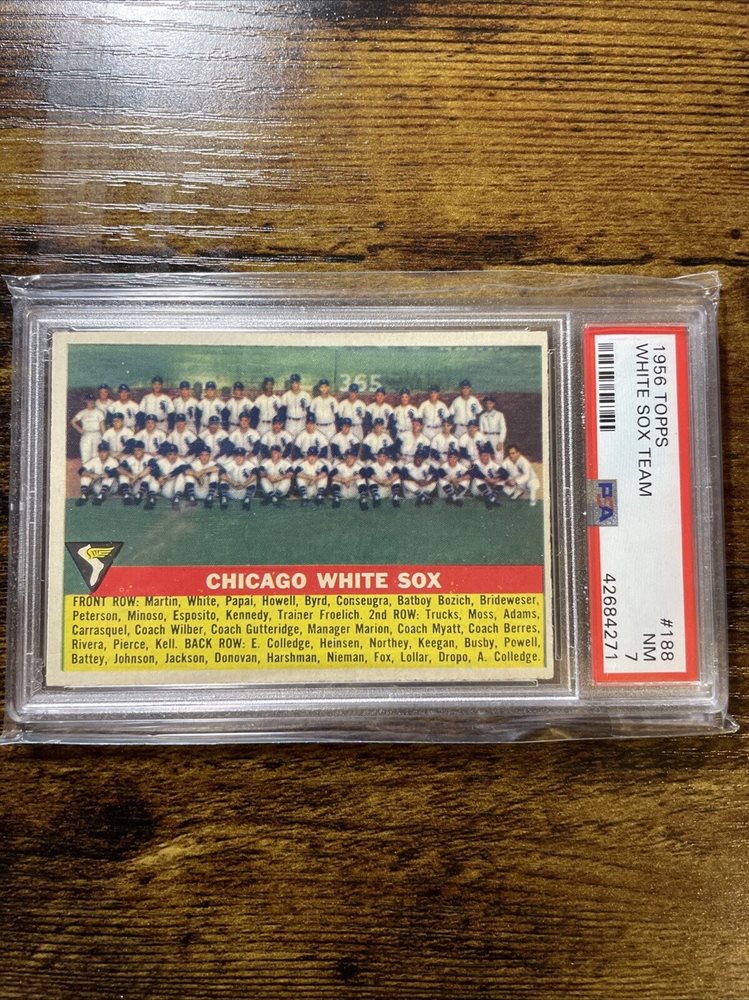 365
CHICAGO WHITE SOX
FRONT ROW: Martin, White, Papai, Howell, Byrd, Conseugra, Batboy Bozich, Brideweser,
Peterson, Minoso, Esposito, Kennedy, Trainer Froelich. 2nd ROW: Trucks, Moss, Adams,
Carrasquel, Coach Wilber, Coach Gutteridge, Manager Marion, Coach Myatt, Coach Berres,
Rivera, Pierce, Kell. BACK ROW: E. Colledge, Heinsen, Northey, Keegan, Busby, Powell,
Battey, Johnson, Jackson, Donovan, Harshman, Nieman, Fox, Lollar, Dropo, A. Colledge.
1956 TOPPS #188
WHITE SOX TEAM NM
7
PSA 42684271